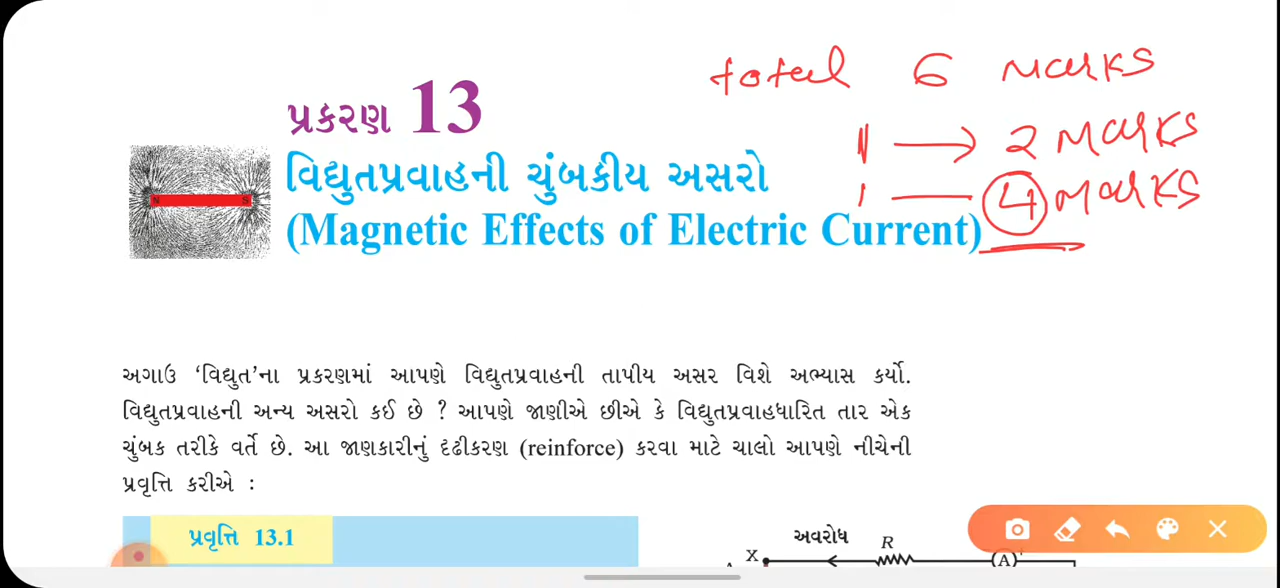 total 6 marks
પ્રકરણ 13
1 → 2 marks
વિદ્યુતપ્રવાહની ચુંબકીય અસરો
1 — 4 marks
N S
(Magnetic Effects of Electric Current)
અગાઉ ‘વિદ્યુત’ના પ્રકરણમાં આપણે વિદ્યુતપ્રવાહની તાપીય અસર વિશે અભ્યાસ કર્યો.
વિદ્યુતપ્રવાહની અન્ય અસરો કઈ છે ? આપણે જાણીએ છીએ કે વિદ્યુતપ્રવાહધારિત તાર એક
ચુંબક તરીકે વર્તે છે. આ જાણકારીનું દૃઢીકરણ (reinforce) કરવા માટે ચાલો આપણે નીચેની
પ્રવૃત્તિ કરીએ :
પ્રવૃત્તિ 13.1
અવરોધ
X R (A)